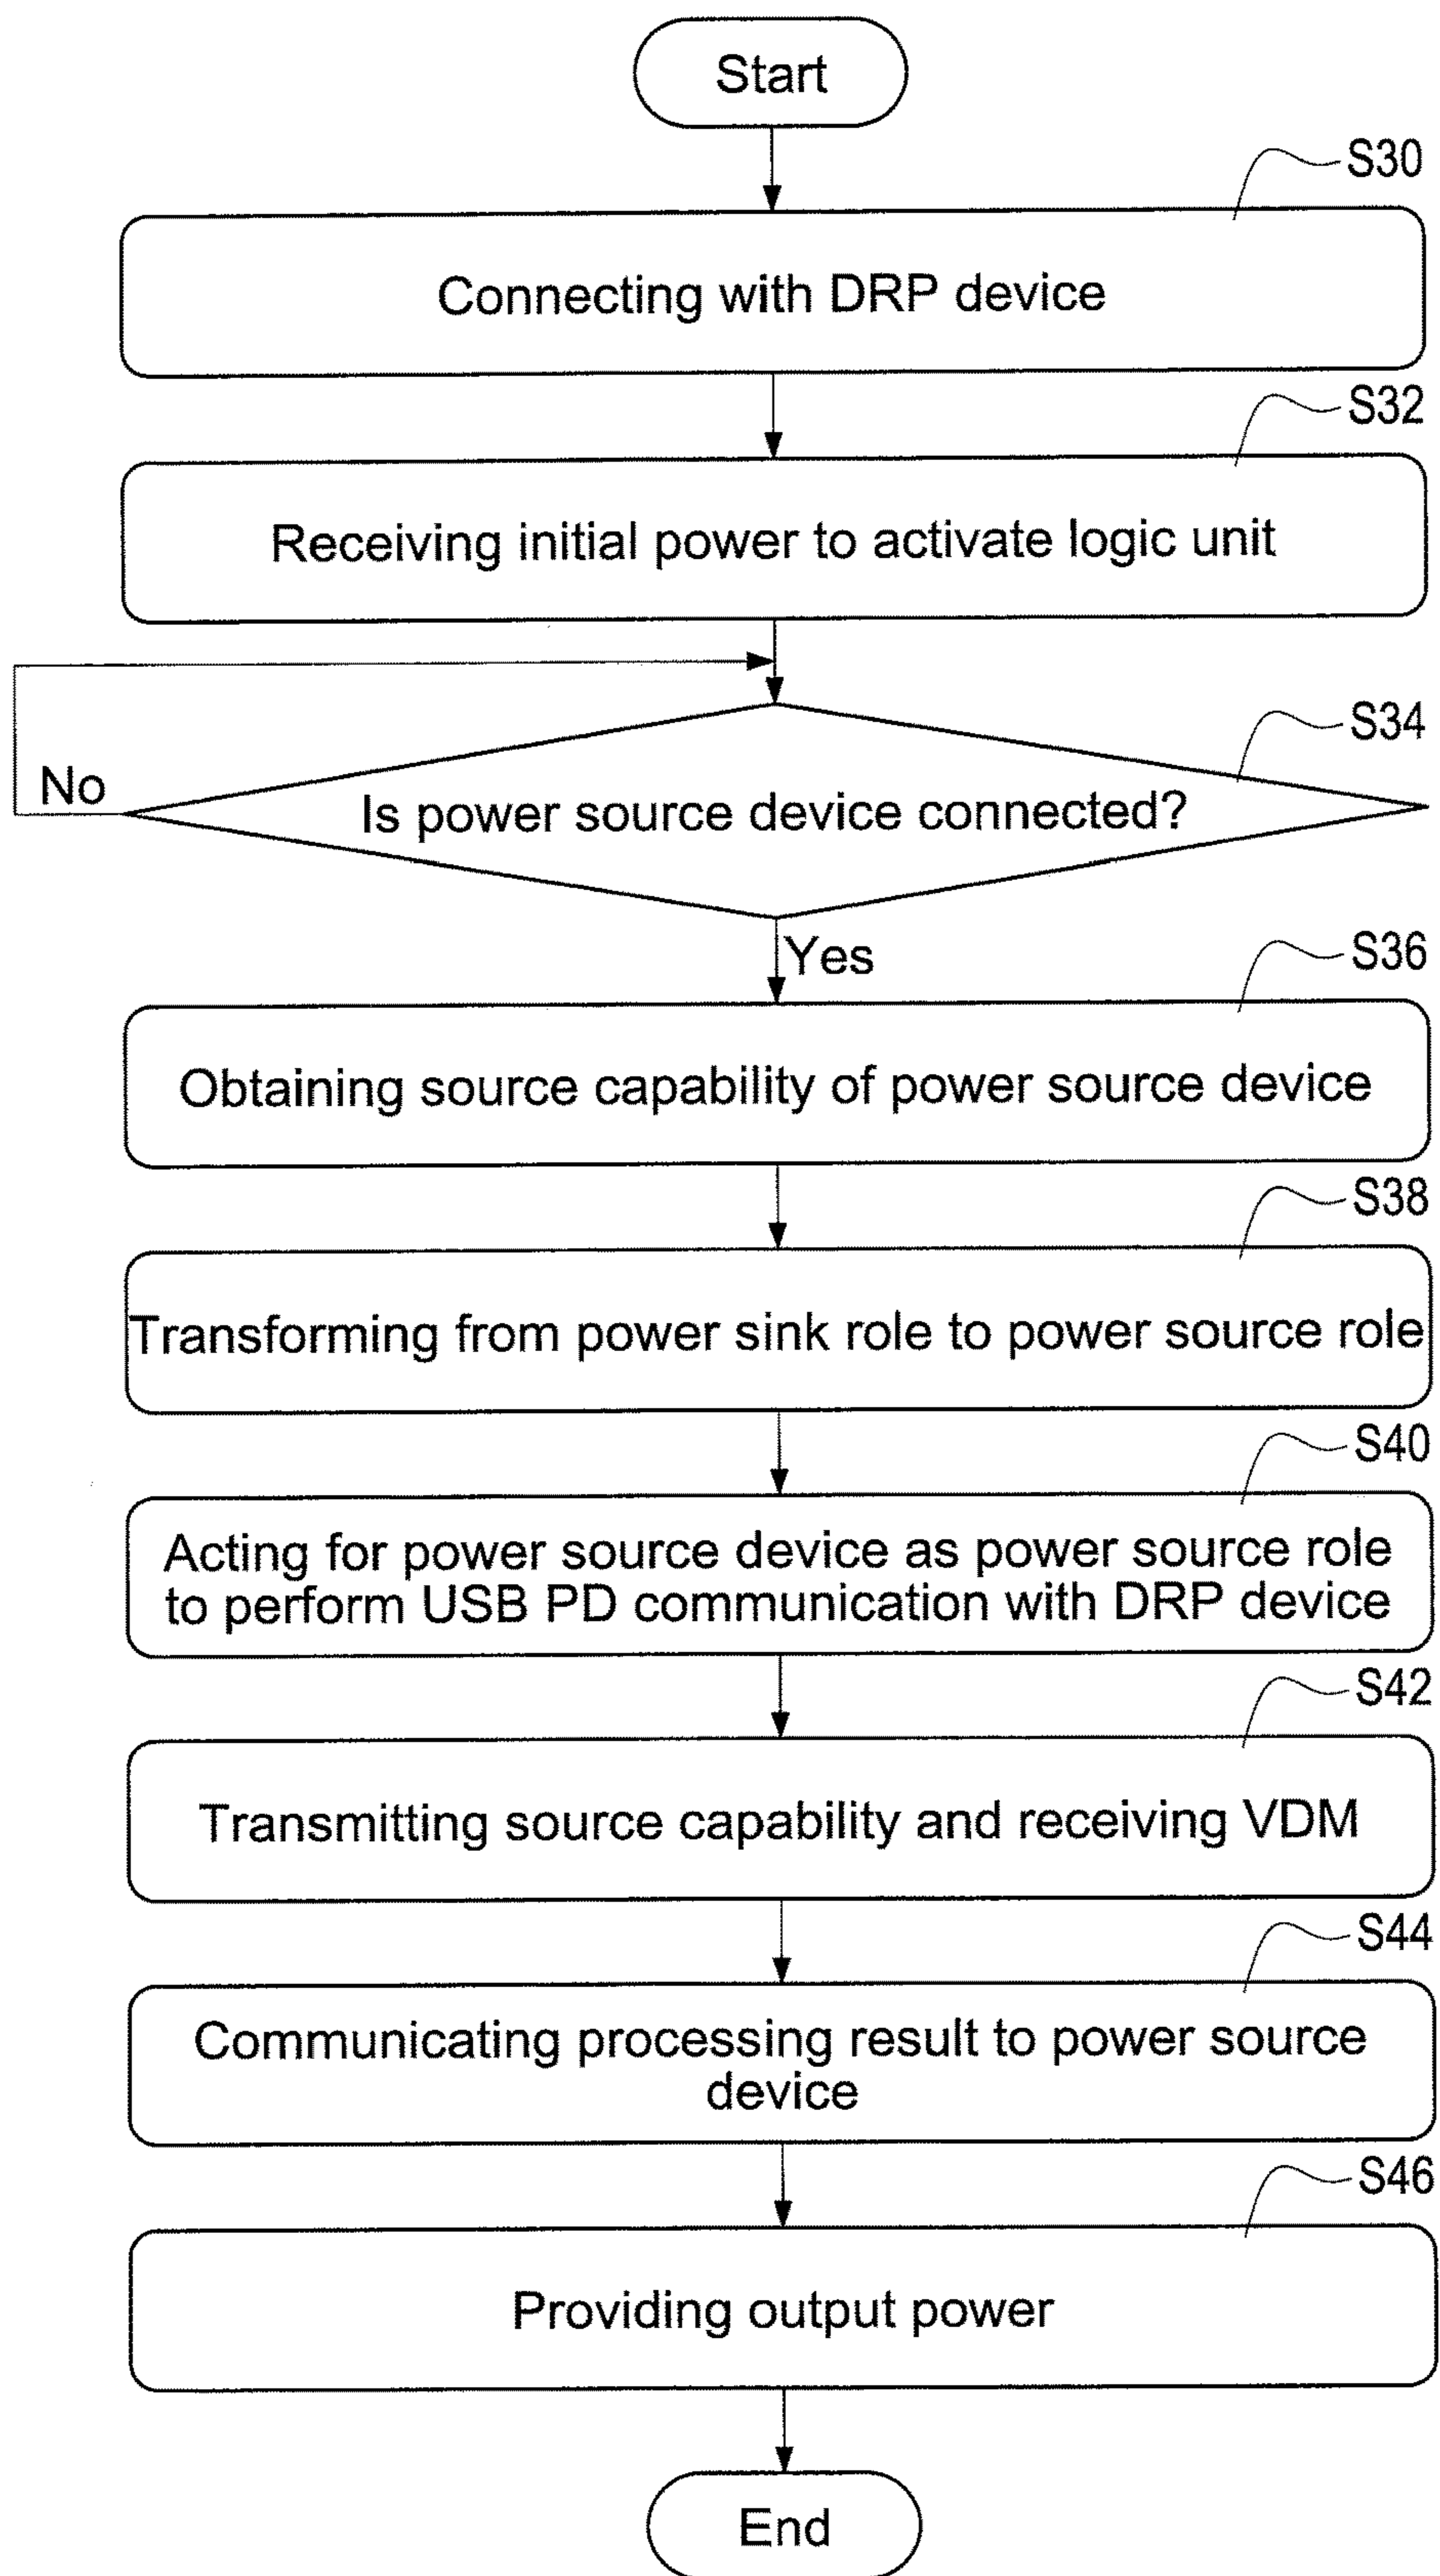 Start
S30
Connecting with DRP device
S32
Receiving initial power to activate logic unit
S34
No
Is power source device connected?
Yes
S36
Obtaining source capability of power source device
S38
Transforming from power sink role to power source role
S40
Acting for power source device as power source role
to perform USB PD communication with DRP device
S42
Transmitting source capability and receiving VDM
S44
Communicating processing result to power source
device
S46
Providing output power
End